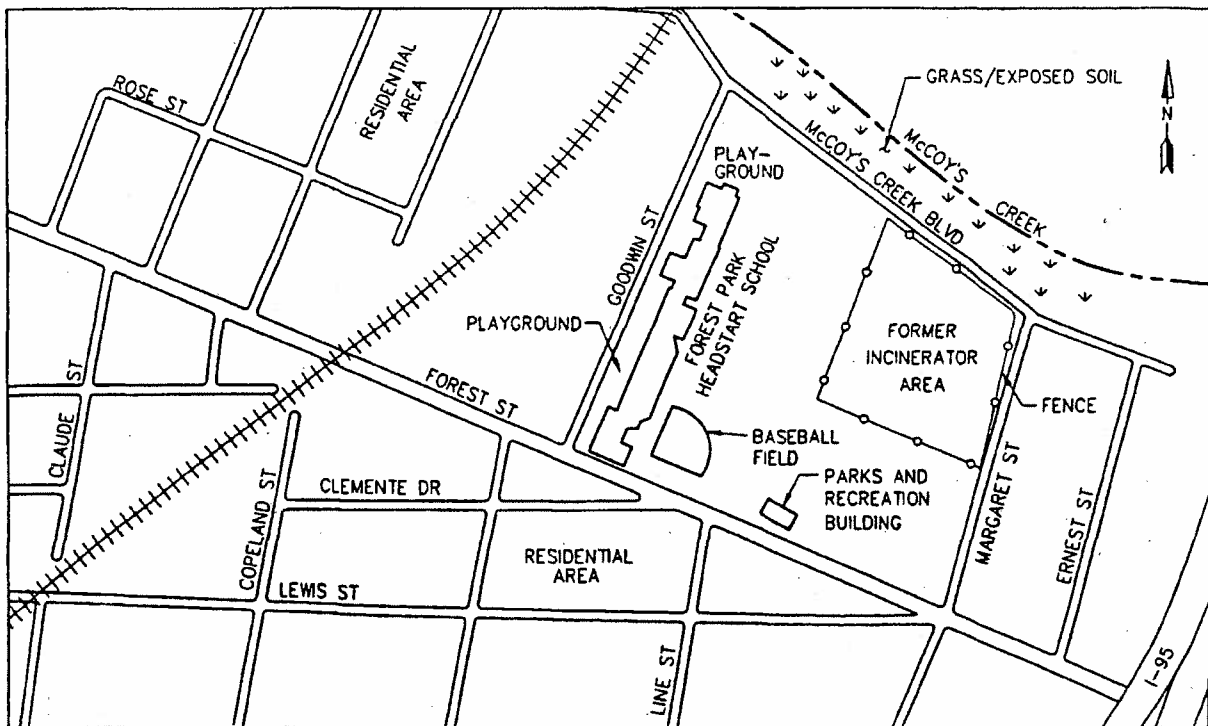 ROSE ST
RESIDENTIAL
AREA
GRASS/EXPOSED SOIL
N
McCOY'S
CREEK
McCOY'S CREEK BLVD
PLAY-
GROUND
GOODWIN ST
FOREST PARK
HEADSTART SCHOOL
PLAYGROUND
FORMER
INCINERATOR
AREA
FENCE
FOREST ST
BASEBALL
FIELD
PARKS AND
RECREATION
BUILDING
CLAUDE ST
COPELAND ST
CLEMENTE DR
RESIDENTIAL
AREA
LEWIS ST
LINE ST
MARGARET ST
ERNEST ST
I-95